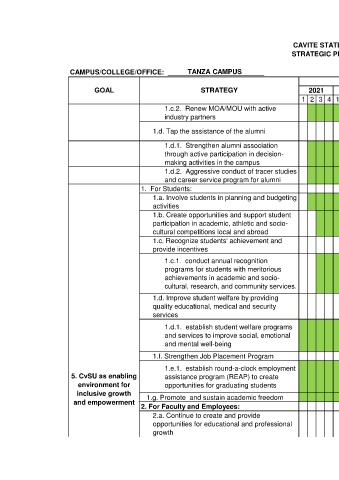 CAVITE STAT
STRATEGIC P
CAMPUS/COLLEGE/OFFICE: TANZA CAMPUS
GOAL STRATEGY 2021
1 2 3 4 1
1.c.2. Renew MOA/MOU with active
industry partners
1.d. Tap the assistance of the alumni
1.d.1. Strengthen alumni association
through active participation in decision-
making activities in the campus
1.d.2. Aggressive conduct of tracer studies
and career service program for alumni
1. For Students:
1.a. Involve students in planning and budgeting
activities
1.b. Create opportunities and support student
participation in academic, athletic and socio-
cultural competitions local and abroad
1.c. Recognize students' achievement and
provide incentives
1.c.1. conduct annual recognition
programs for students with meritorious
achievements in academic and socio-
cultural, research, and community services.
1.d. Improve student welfare by providing
quality educational, medical and security
services
1.d.1. establish student welfare programs
and services to improve social, emotional
and mental well-being
1.f. Strengthen Job Placement Program
1.e.1. establish round-a-clock employment
assistance program (REAP) to create
opportunities for graduating students
1.g. Promote and sustain academic freedom
5. CvSU as enabling
environment for
inclusive growth
and empowerment
2. For Faculty and Employees:
2.a. Continue to create and provide
opportunities for educational and professional
growth